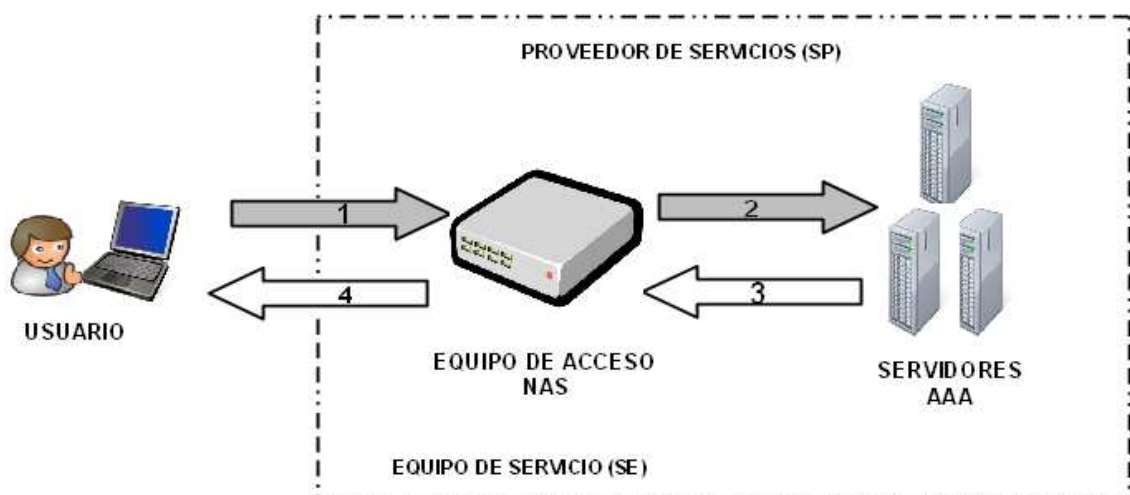 PROVEEDOR DE SERVICIOS (SP)
1
2
4
3
USUARIO
EQUIPO DE ACCESO
NAS
SERVIDORES
AAA
EQUIPO DE SERVICIO (SE)